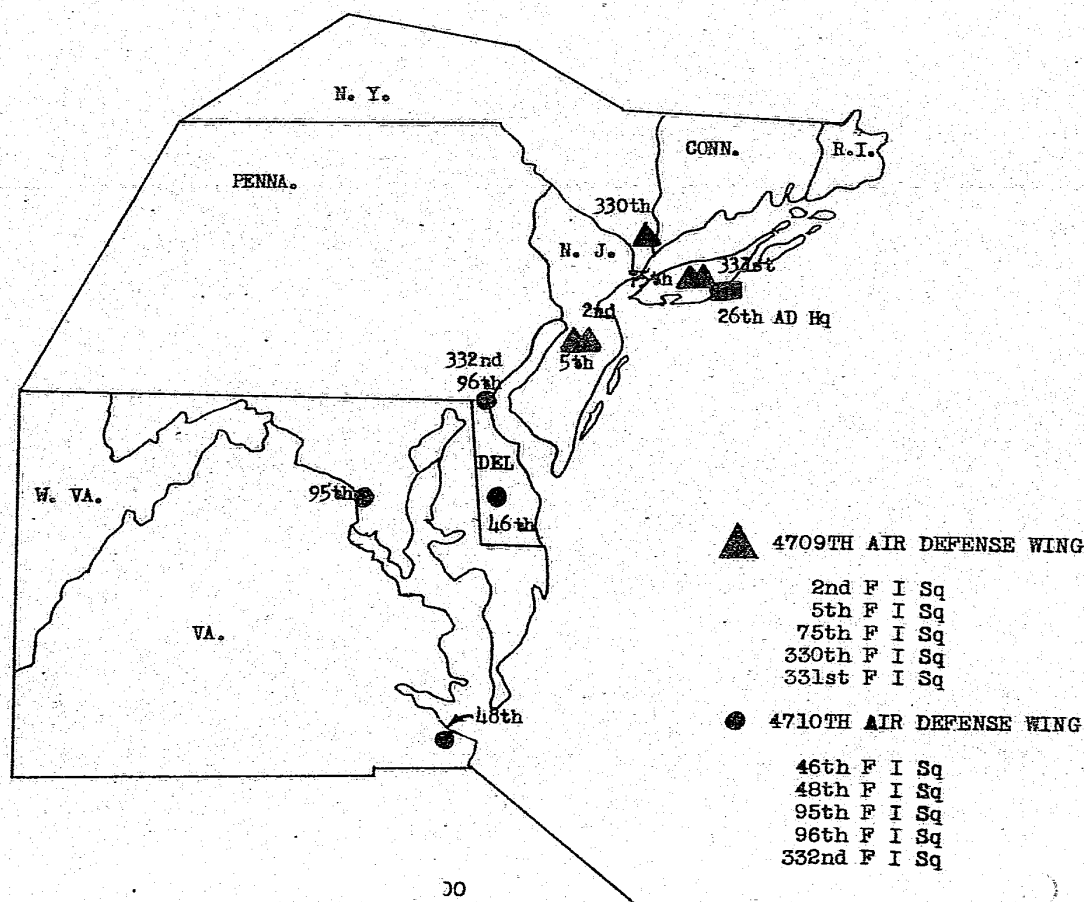 N. Y.
CONN.
R.I.
PENNA.
330th
N. J.
75th
331st
26th AD Hq
2nd
5th
332nd
96th
DEL
W. VA.
95th
46th
VA.
48th
4709TH AIR DEFENSE WING
2nd F I Sq
5th F I Sq
75th F I Sq
330th F I Sq
331st F I Sq
4710TH AIR DEFENSE WING
46th F I Sq
48th F I Sq
95th F I Sq
96th F I Sq
332nd F I Sq